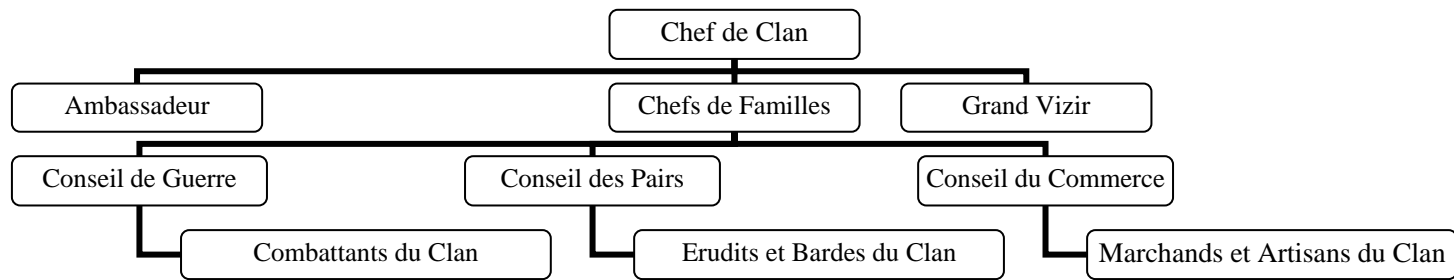 Chef de Clan
Ambassadeur
Chefs de Familles
Grand Vizir
Conseil de Guerre
Conseil des Pairs
Conseil du Commerce
Combattants du Clan
Erudits et Bardes du Clan
Marchands et Artisans du Clan